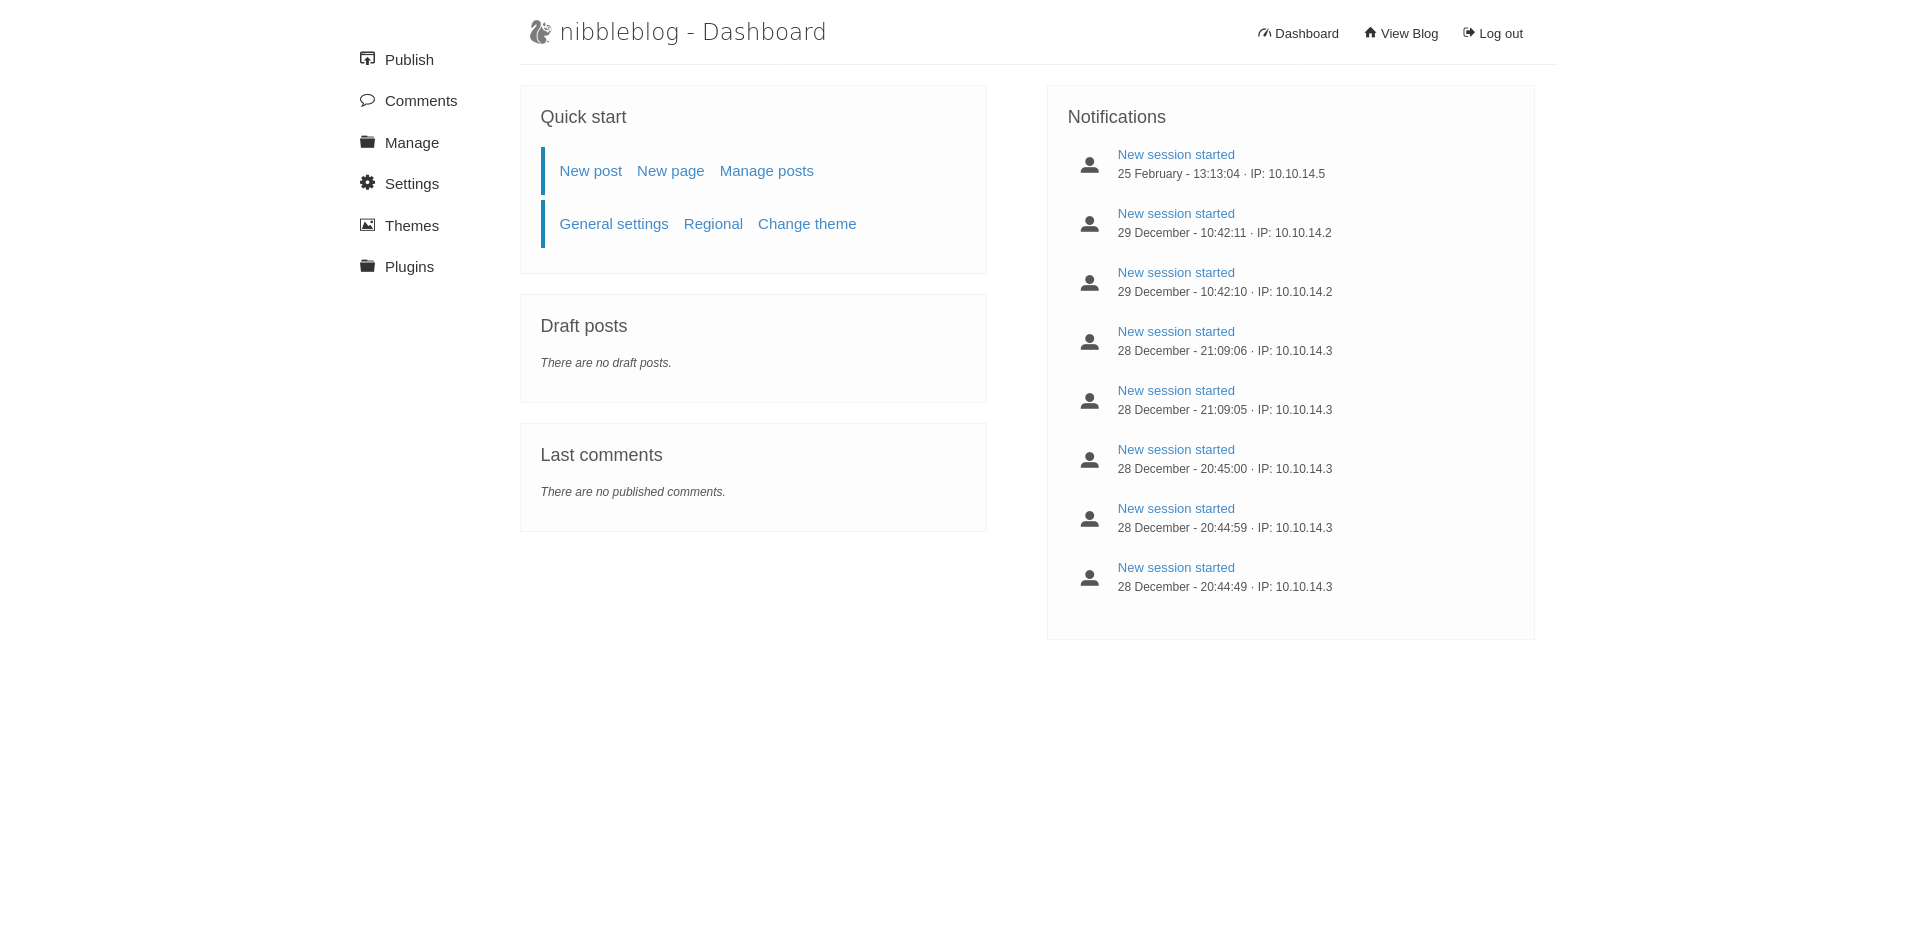 nibbleblog - Dashboard
Dashboard
View Blog
Log out
Publish
Comments
Manage
Settings
Themes
Plugins
Quick start
New post New page Manage posts
General settings Regional Change theme
Draft posts
There are no draft posts.
Last comments
There are no published comments.
Notifications
New session started
25 February - 13:13:04 · IP: 10.10.14.5
New session started
29 December - 10:42:11 · IP: 10.10.14.2
New session started
29 December - 10:42:10 · IP: 10.10.14.2
New session started
28 December - 21:09:06 · IP: 10.10.14.3
New session started
28 December - 21:09:05 · IP: 10.10.14.3
New session started
28 December - 20:45:00 · IP: 10.10.14.3
New session started
28 December - 20:44:59 · IP: 10.10.14.3
New session started
28 December - 20:44:49 · IP: 10.10.14.3